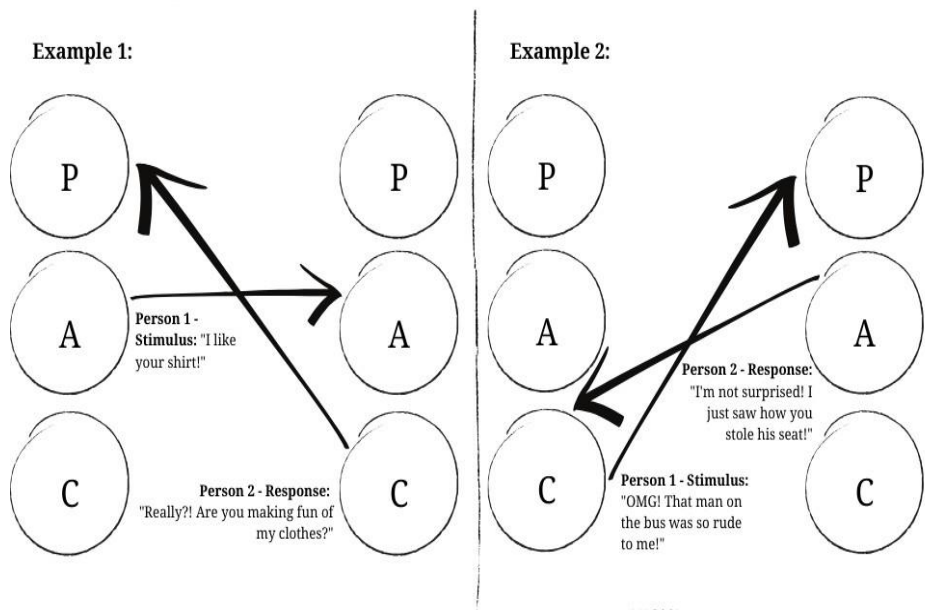 Example 1:
P
P
A
A
Person 1 -
Stimulus: "I like
your shirt!"
C
C
Person 2 - Response:
"Really?! Are you making fun of
my clothes?"
Example 2:
P
P
A
A
Person 2 - Response:
"I'm not surprised! I
just saw how you
stole his seat!"
C
C
Person 1 - Stimulus:
"OMG! That man on
the bus was so rude
to me!"